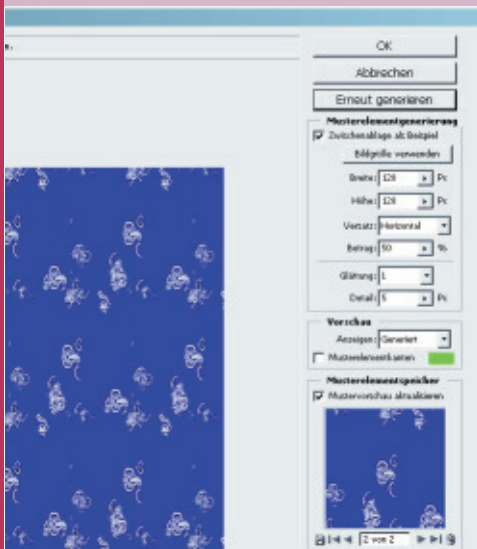 OK
Abbrechen
Erneut generieren
Musterelementgenerierung
Zwischenablage als Beispiel
Bildgröße verwenden
Breite: 128 Px
Höhe: 128 Px
Versatz: Horizontal
Betrag: 50 %
Glättung: 1
Detail: 5 Px
Vorschau
Anzeigen: Generiert
Musterelementkanten
Musterelementspeicher
Mustervorschau aktualisieren
2 von 2